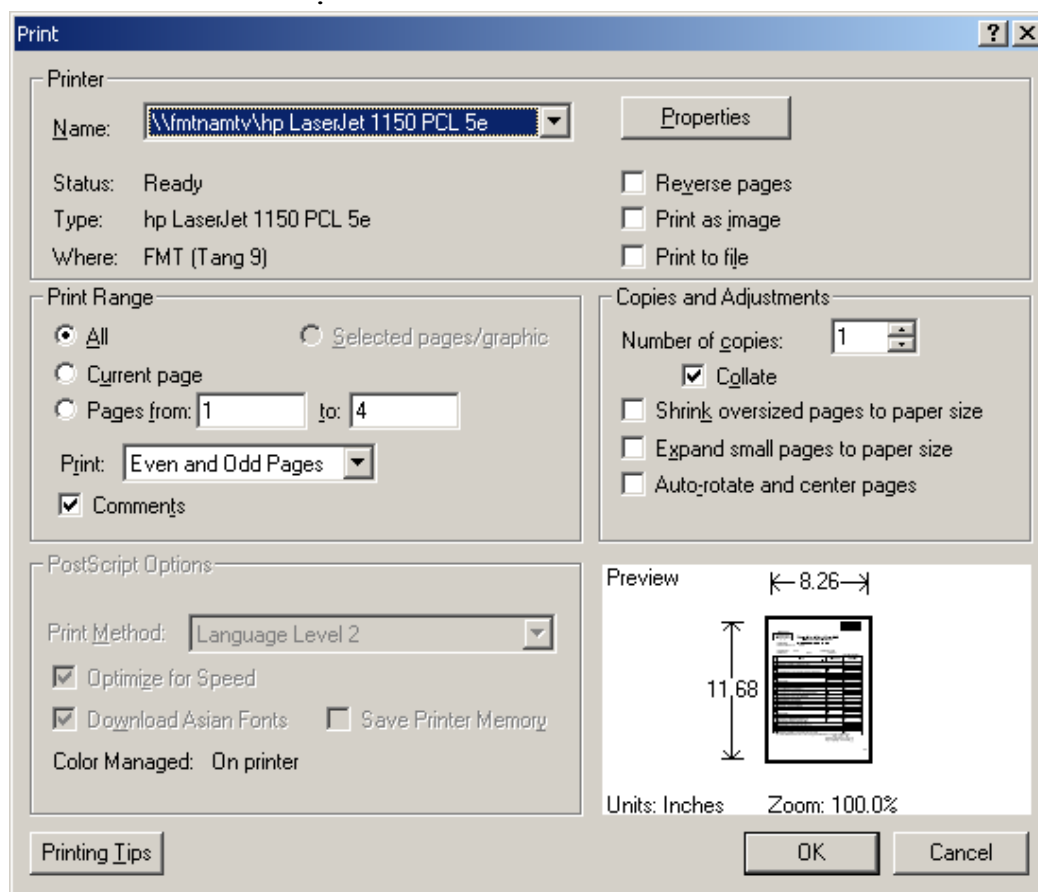 Print
Printer
Name: \\fmtnamtv\hp LaserJet 1150 PCL 5e Properties
Status: Ready Reverse pages
Type: hp LaserJet 1150 PCL 5e Print as image
Where: FMT (Tang 9) Print to file
Print Range
All Selected pages/graphic
Current page
Pages from: 1 to: 4
Print: Even and Odd Pages
Comments
Copies and Adjustments
Number of copies: 1
Collate
Shrink oversized pages to paper size
Expand small pages to paper size
Auto-rotate and center pages
PostScript Options
Print Method: Language Level 2
Optimize for Speed
Download Asian Fonts Save Printer Memory
Color Managed: On printer
Preview 8.26
11.68
Units: Inches Zoom: 100.0%
Printing Tips OK Cancel